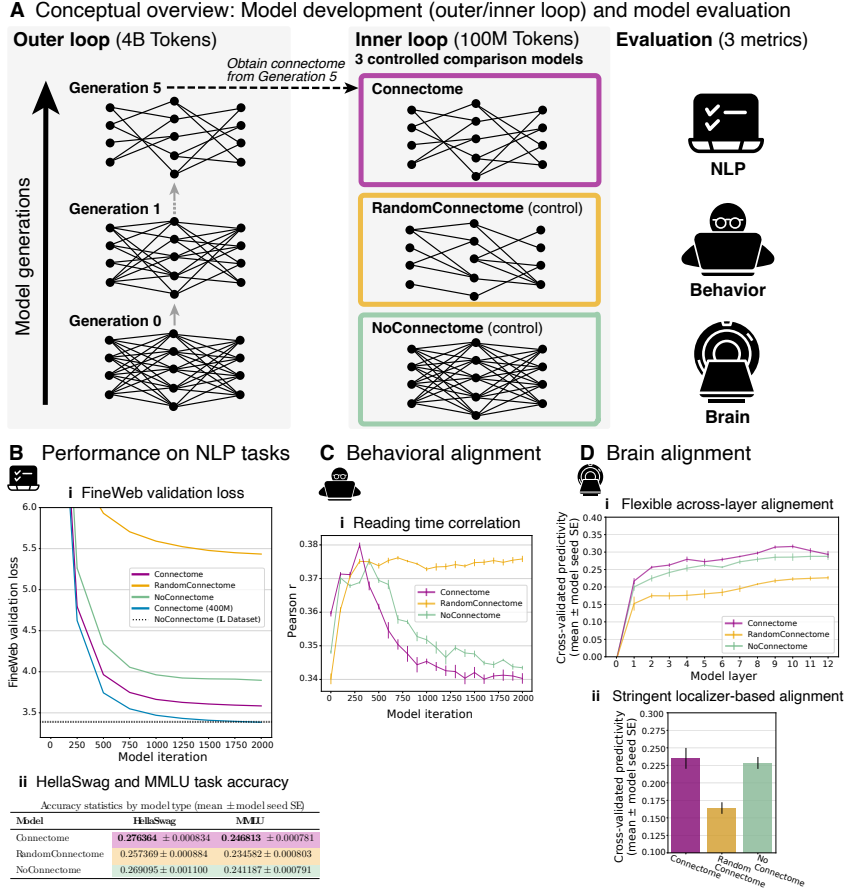 A Conceptual overview: Model development (outer/inner loop) and model evaluation
Outer loop (4B Tokens)
Obtain connectome
from Generation 5
Generation 5
Generation 1
Generation 0
Model generations
Inner loop (100M Tokens)
3 controlled comparison models
Connectome
RandomConnectome (control)
NoConnectome (control)
Evaluation (3 metrics)
NLP
Behavior
Brain
B Performance on NLP tasks
i FineWeb validation loss
FineWeb validation loss
6.0
5.5
5.0
4.5
4.0
3.5
Connectome
RandomConnectome
NoConnectome
Connectome (400M)
NoConnectome (L Dataset)
0 250 500 750 1000 1250 1500 1750 2000
Model iteration
ii HellaSwag and MMLU task accuracy
Accuracy statistics by model type (mean ± model seed SE)
Model HellaSwag MMLU
Connectome 0.276364 ± 0.000834 0.246813 ± 0.000781
RandomConnectome 0.257369 ± 0.000884 0.234582 ± 0.000803
NoConnectome 0.269095 ± 0.001100 0.241187 ± 0.000791
C Behavioral alignment
i Reading time correlation
Pearson r
0.38
0.37
0.36
0.35
0.34
Connectome
RandomConnectome
NoConnectome
0 250 500 750 1000 1250 1500 1750 2000
Model iteration
D Brain alignment
i Flexible across-layer alignement
Cross-validated predictivity
(mean ± model seed SE)
0.40
0.35
0.30
0.25
0.20
0.15
0.10
0.05
0.00
Connectome
RandomConnectome
NoConnectome
0 1 2 3 4 5 6 7 8 9 10 11 12
Model layer
ii Stringent localizer-based alignment
Cross-validated predictivity
(mean ± model seed SE)
0.300
0.275
0.250
0.225
0.200
0.175
0.150
0.125
0.100
Connectome
Random
Connectome
No
Connectome